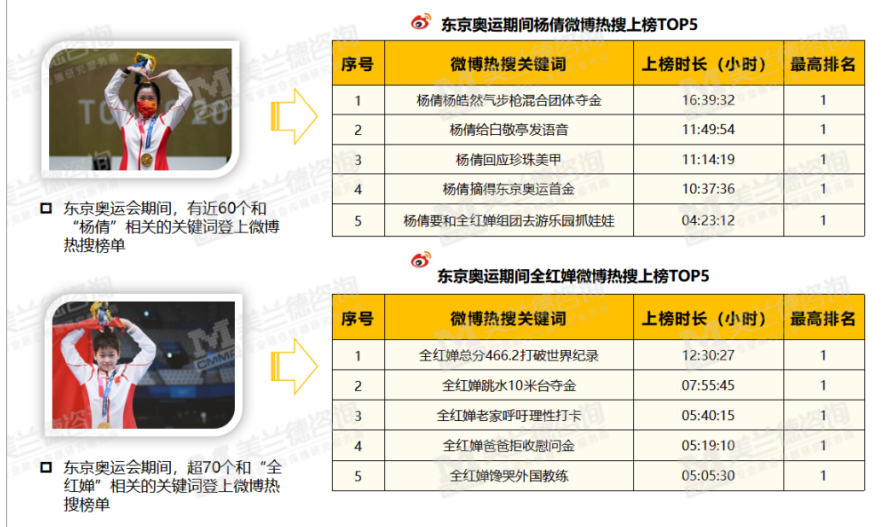 东京奥运期间杨倩微博热搜上榜TOP5
序号 微博热搜关键词 上榜时长（小时） 最高排名
1 杨倩杨皓然气步枪混合团体夺金 16:39:32 1
2 杨倩给白敬亭发语音 11:49:54 1
3 杨倩回应珍珠美甲 11:14:19 1
4 杨倩摘得东京奥运首金 10:37:36 1
5 杨倩要和全红婵组团去游乐园抓娃娃 04:23:12 1
TOKYO 20
东京奥运会期间，有近60个和
“杨倩”相关的关键词登上微博
热搜榜单
东京奥运期间全红婵微博热搜上榜TOP5
序号 微博热搜关键词 上榜时长（小时） 最高排名
1 全红婵总分466.2打破世界纪录 12:30:27 1
2 全红婵跳水10米台夺金 07:55:45 1
3 全红婵老家呼吁理性打卡 05:40:15 1
4 全红婵爸爸拒收慰问金 05:19:10 1
5 全红婵馋哭外国教练 05:05:30 1
东京奥运会期间，超70个和“全
红婵”相关的关键词登上微博热
搜榜单
美兰德咨询
CMMR